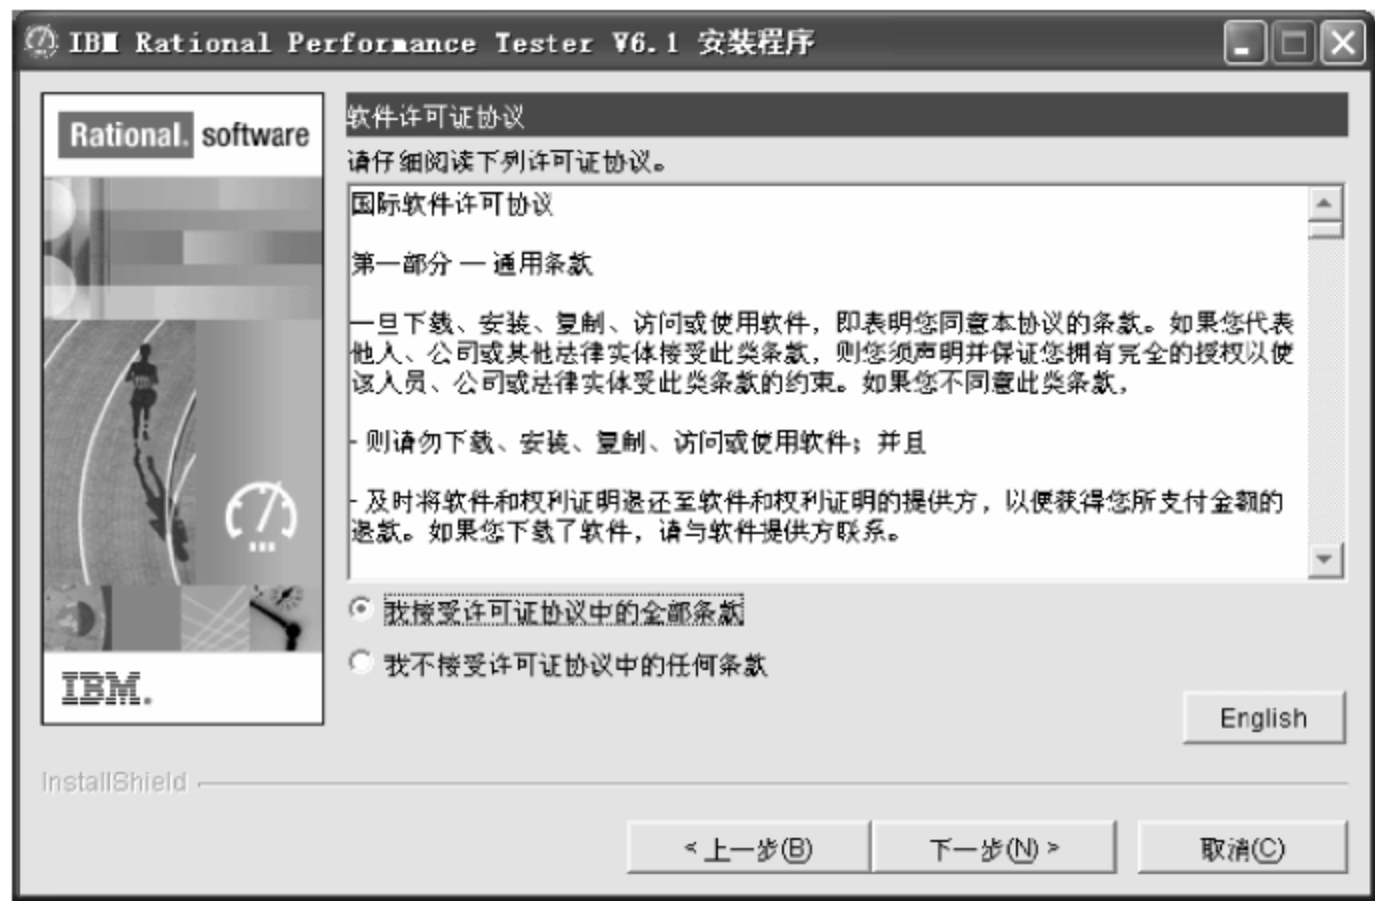 IBM Rational Performance Tester V6.1 安装程序
Rational. software
软件许可证协议
请仔细阅读下列许可证协议。
国际软件许可协议
第一部分 — 通用条款
一旦下载、安装、复制、访问或使用软件，即表明您同意本协议的条款。如果您代表
他人、公司或其他法律实体接受此类条款，则您须声明并保证您拥有完全的授权以使
该人员、公司或法律实体受此类条款的约束。如果您不同意此类条款，
- 则请勿下载、安装、复制、访问或使用软件；并且
- 及时将软件和权利证明退还至软件和权利证明的提供方，以便获得您所支付金额的
退款。如果您下载了软件，请与软件提供方联系。
我接受许可证协议中的全部条款
我不接受许可证协议中的任何条款
IBM.
English
InstallShield
< 上一步(B)
下一步(N) >
取消(C)